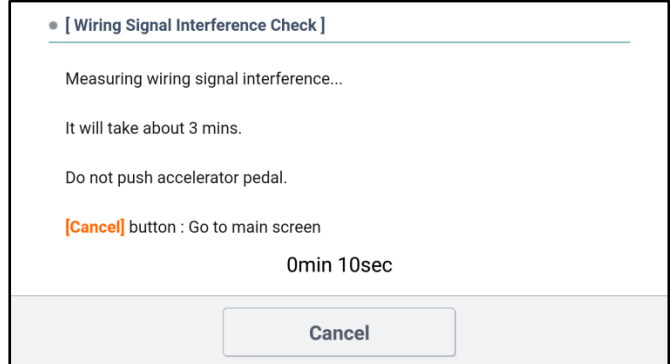 [ Wiring Signal Interference Check ]
Measuring wiring signal interference...
It will take about 3 mins.
Do not push accelerator pedal.
[Cancel] button : Go to main screen
0min 10sec
Cancel